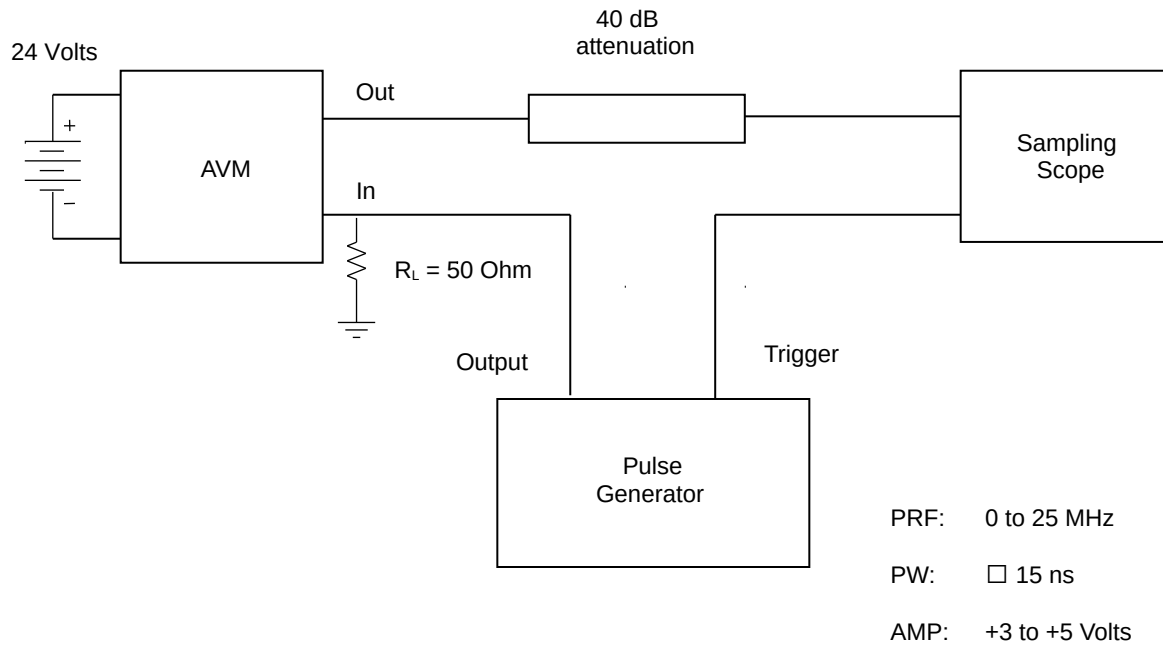 40 dB
attenuation
24 Volts
Out
AVM
Sampling
Scope
+
In
−
RL = 50 Ohm
Output
Trigger
Pulse
Generator
PRF: 0 to 25 MHz
PW: □ 15 ns
AMP: +3 to +5 Volts